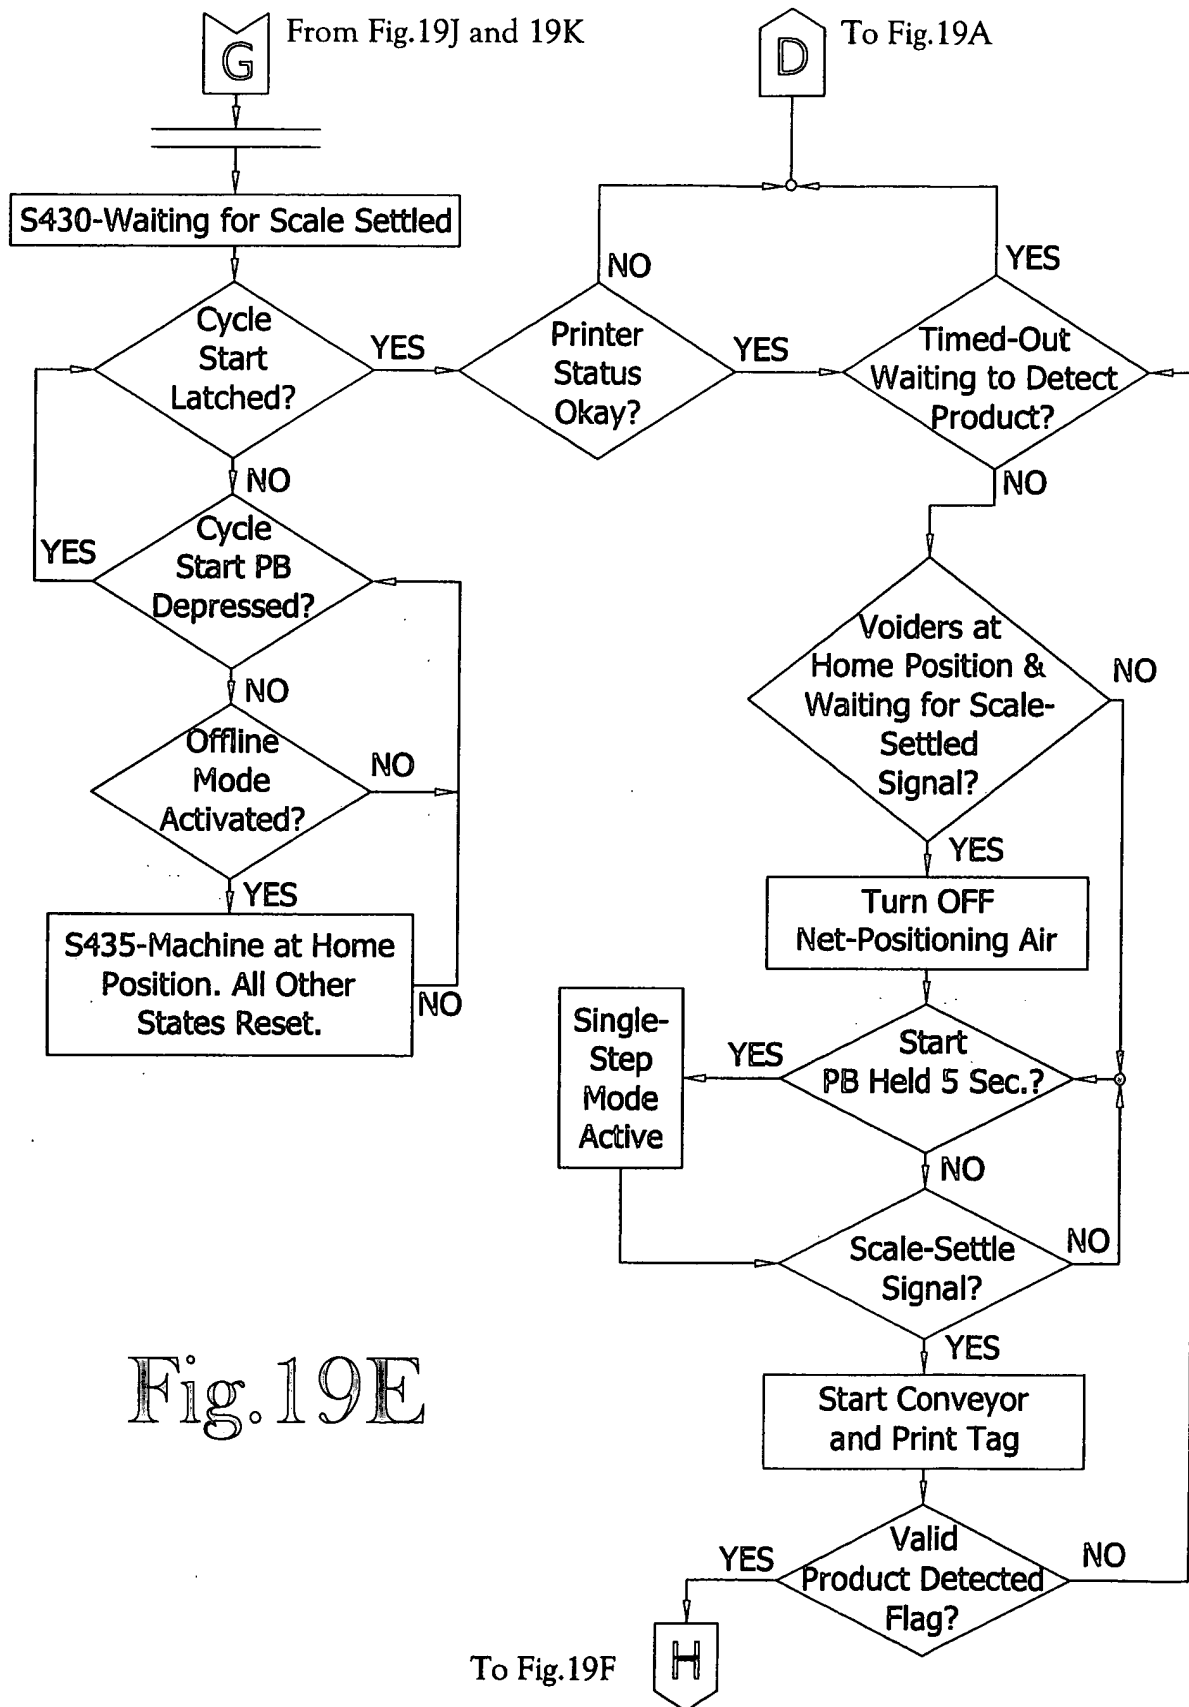 G
From Fig.19J and 19K
D
To Fig.19A
S430-Waiting for Scale Settled
Cycle
Start
Latched?
YES
NO
Printer
Status
Okay?
NO
YES
Timed-Out
Waiting to Detect
Product?
YES
NO
Cycle
Start PB
Depressed?
YES
NO
Offline
Mode
Activated?
NO
YES
S435-Machine at Home
Position. All Other
States Reset.
NO
Voiders at
Home Position &
Waiting for Scale-
Settled
Signal?
NO
YES
Turn OFF
Net-Positioning Air
Start
PB Held 5 Sec.?
YES
NO
Single-
Step
Mode
Active
Scale-Settle
Signal?
NO
YES
Start Conveyor
and Print Tag
Valid
Product Detected
Flag?
YES
NO
H
To Fig.19F
Fig.19E